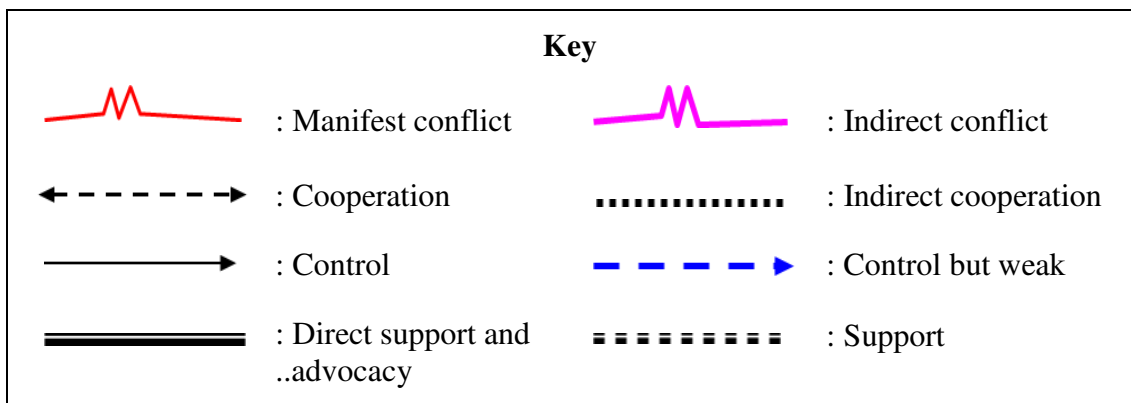 Key
: Manifest conflict
: Indirect conflict
: Cooperation
: Indirect cooperation
: Control
: Control but weak
: Direct support and
..advocacy
: Support